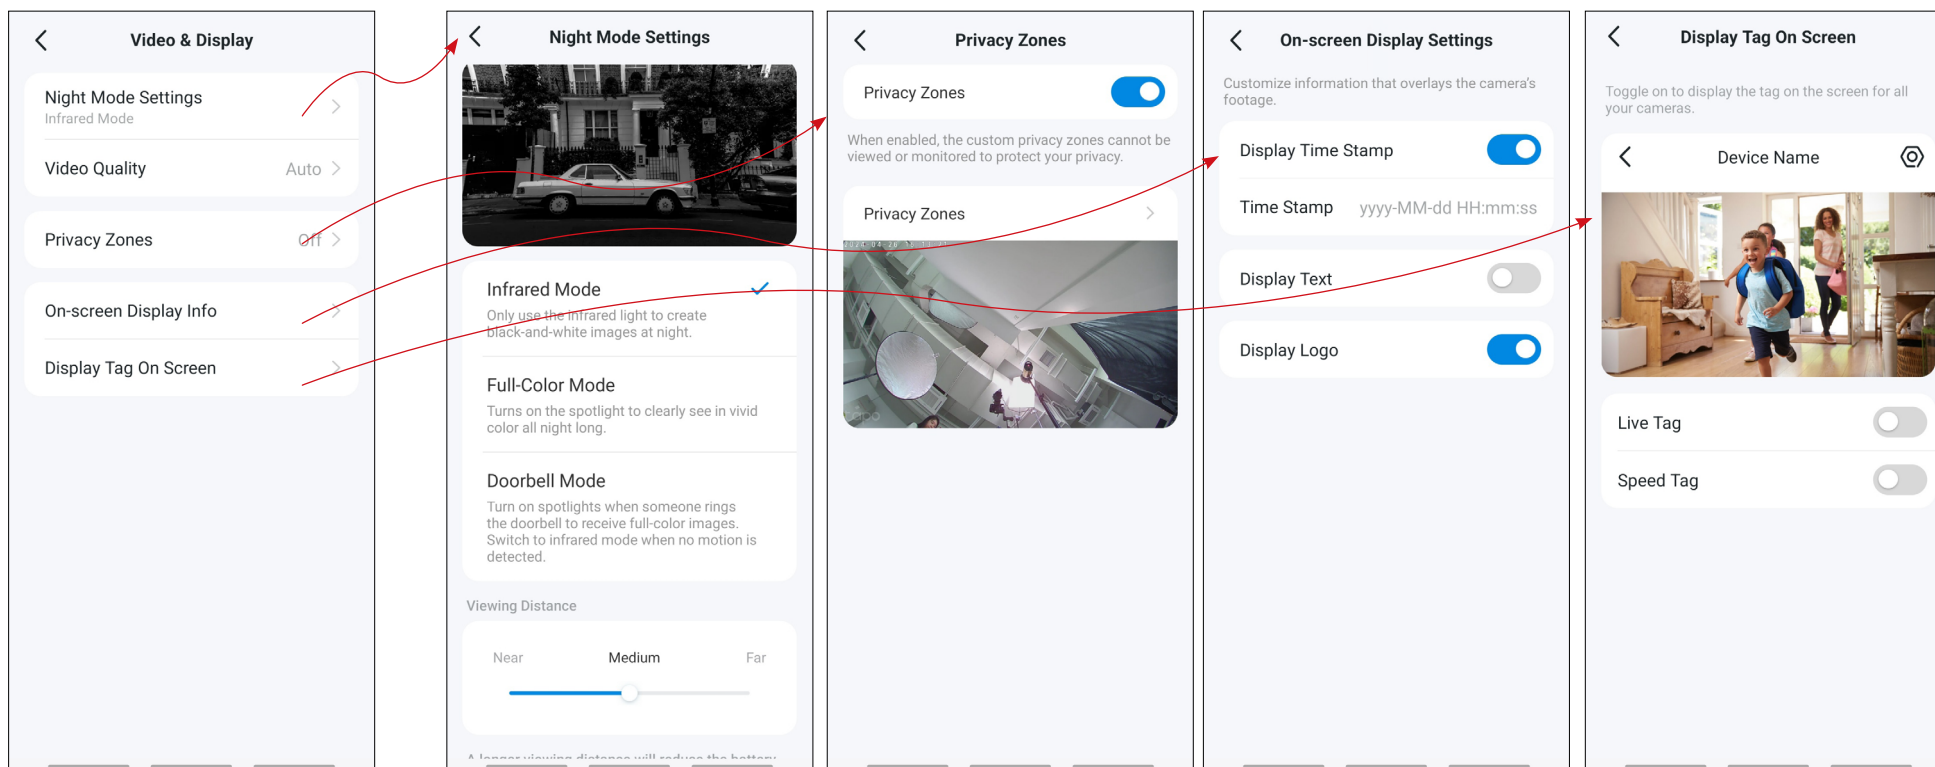 Video & Display
Night Mode Settings
Infrared Mode
Video Quality
Auto
Privacy Zones
Off
On-screen Display Info
Display Tag On Screen
Night Mode Settings
Infrared Mode
Only use the infrared light to create
black-and-white images at night.
Full-Color Mode
Turns on the spotlight to clearly see in vivid
color all night long.
Doorbell Mode
Turn on spotlights when someone rings
the doorbell to receive full-color images.
Switch to infrared mode when no motion is
detected.
Viewing Distance
Near
Medium
Far
A longer viewing distance will reduce the battery
Privacy Zones
Privacy Zones
When enabled, the custom privacy zones cannot be
viewed or monitored to protect your privacy.
Privacy Zones
tapo
On-screen Display Settings
Customize information that overlays the camera's
footage.
Display Time Stamp
Time Stamp
yyyy-MM-dd HH:mm:ss
Display Text
Display Logo
Display Tag On Screen
Toggle on to display the tag on the screen for all
your cameras.
Device Name
Live Tag
Speed Tag